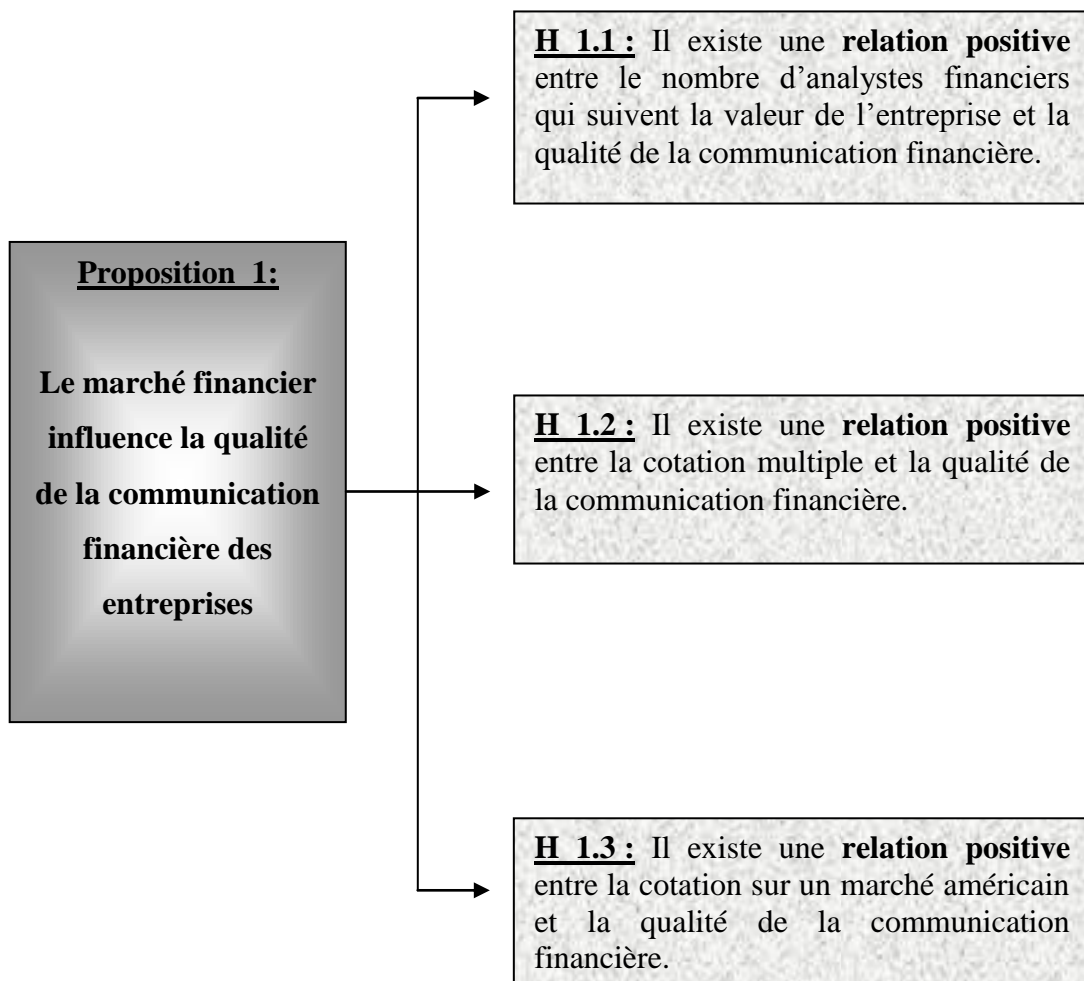 H 1.1 : Il existe une relation positive
entre le nombre d’analystes financiers
qui suivent la valeur de l’entreprise et la
qualité de la communication financière.
Proposition 1:
Le marché financier
influence la qualité
de la communication
financière des
entreprises
H 1.2 : Il existe une relation positive
entre la cotation multiple et la qualité de
la communication financière.
H 1.3 : Il existe une relation positive
entre la cotation sur un marché américain
et la qualité de la communication
financière.